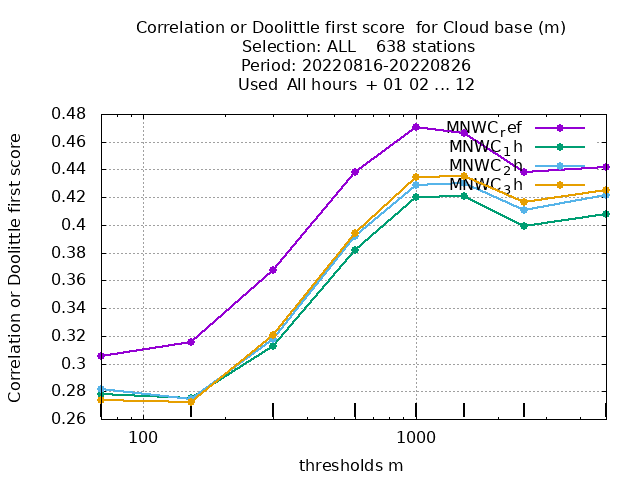 Correlation or Doolittle first score  for Cloud base (m)
Selection: ALL    638 stations
Period: 20220816-20220826
Used  All hours  + 01 02 ... 12
Correlation or Doolittle first score
0.48
0.46
0.44
0.42
0.4
0.38
0.36
0.34
0.32
0.3
0.28
0.26
MNWC_ref
MNWC_1h
MNWC_2h
MNWC_3h
100
1000
thresholds m